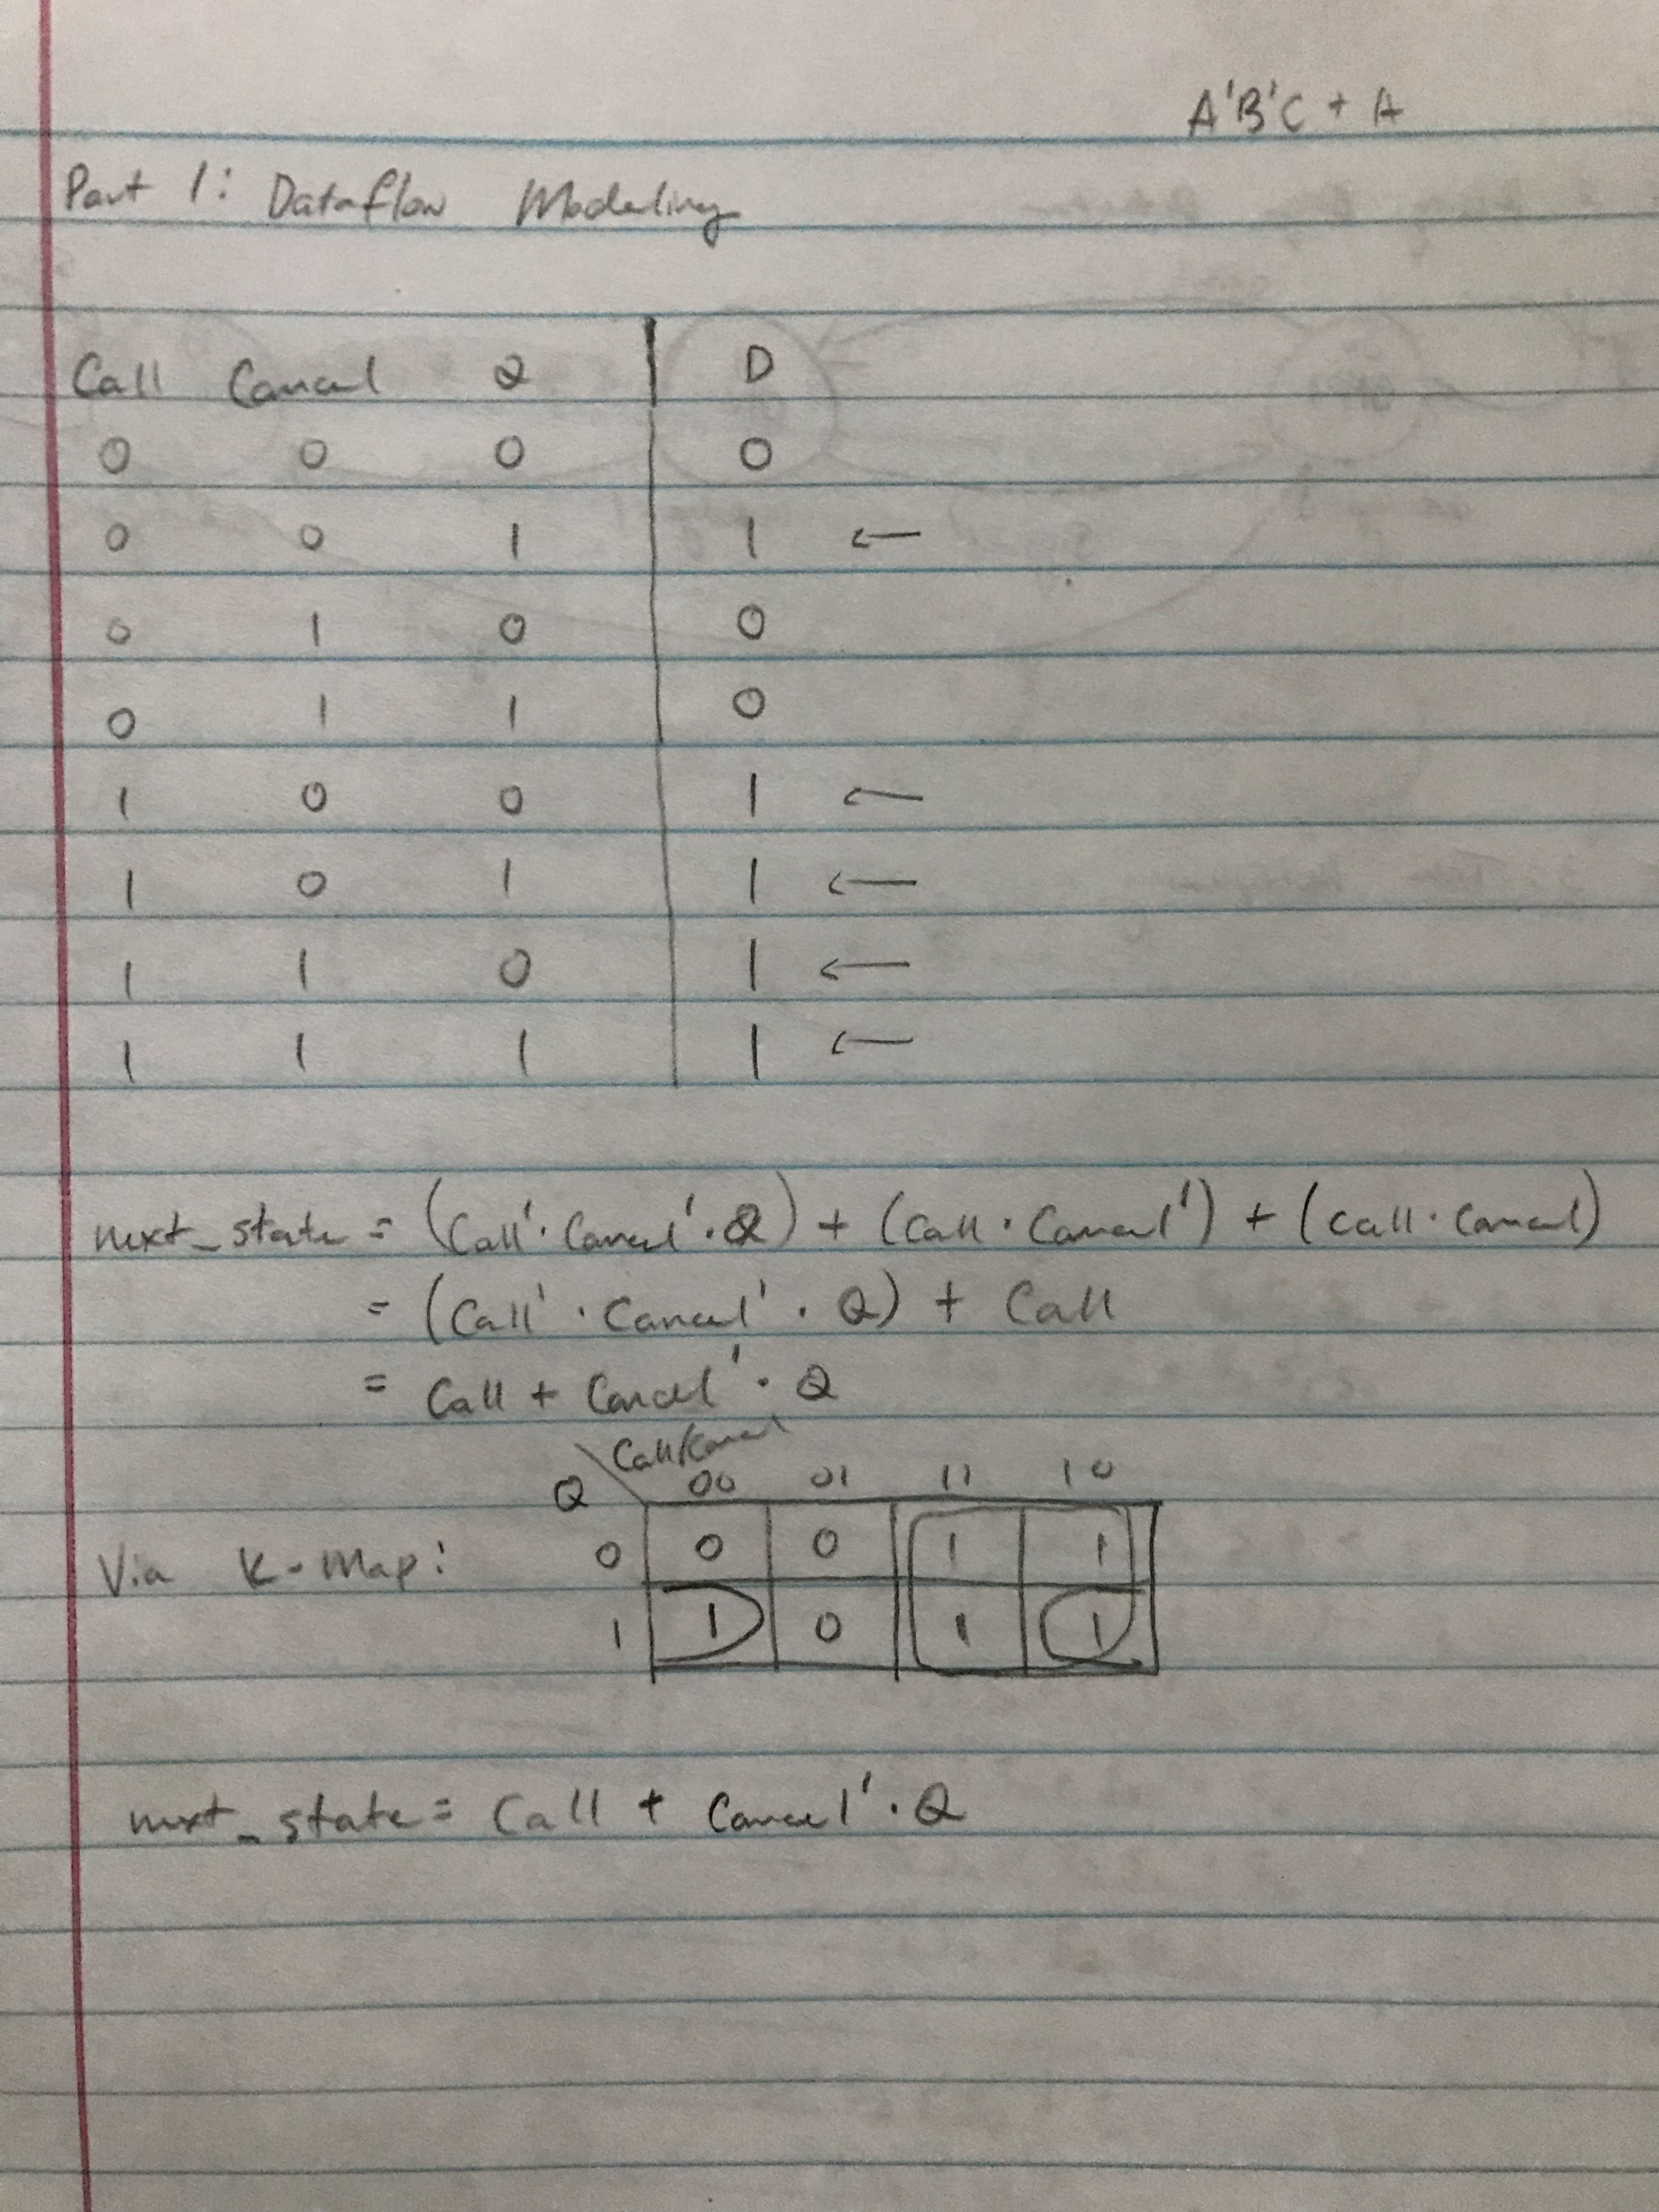 A'B'C + A
Part 1: Dataflow Modeling
Call Cancel Q D
0 0 0 0
0 0 1 1 ←
0 1 0 0
0 1 1 0
1 0 0 1 ←
1 0 1 1 ←
1 1 0 1 ←
1 1 1 1 ←
next_state = (Call'·Cancel'·Q) + (Call·Cancel') + (Call·Cancel)
= (Call'·Cancel'·Q) + Call
= Call + Cancel'·Q
Via K-Map:
Q\Call/Cancel 00 01 11 10
0 0 0 1 1
1 1 0 1 1
next_state = Call + Cancel'·Q